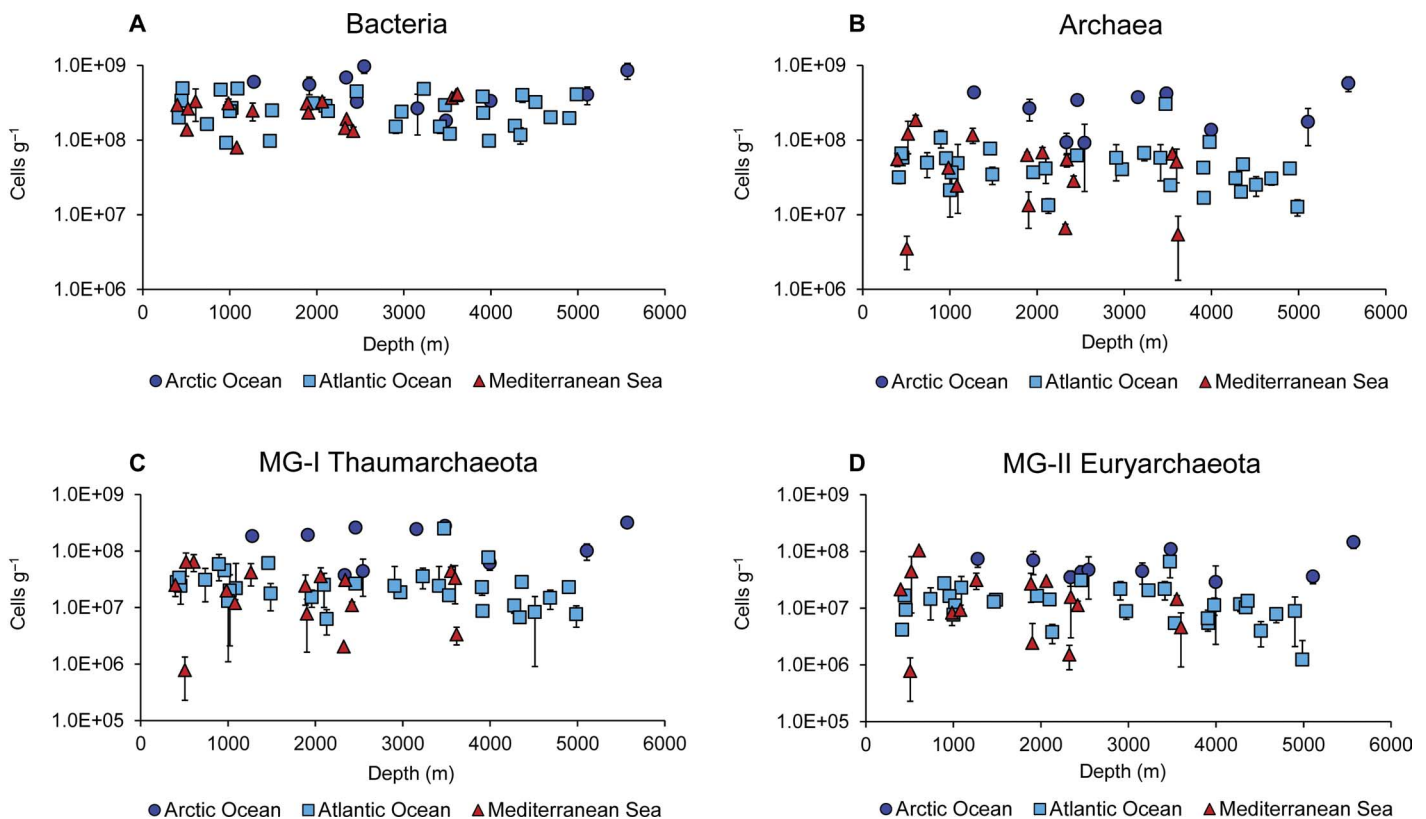 A Bacteria
1.0E+09
1.0E+08
1.0E+07
1.0E+06
Cells g⁻¹
0 1000 2000 3000 4000 5000 6000
Depth (m)
Arctic Ocean Atlantic Ocean Mediterranean Sea
B Archaea
1.0E+09
1.0E+08
1.0E+07
1.0E+06
Cells g⁻¹
0 1000 2000 3000 4000 5000 6000
Depth (m)
Arctic Ocean Atlantic Ocean Mediterranean Sea
C MG-I Thaumarchaeota
1.0E+09
1.0E+08
1.0E+07
1.0E+06
1.0E+05
Cells g⁻¹
0 1000 2000 3000 4000 5000 6000
Depth (m)
Arctic Ocean Atlantic Ocean Mediterranean Sea
D MG-II Euryarchaeota
1.0E+09
1.0E+08
1.0E+07
1.0E+06
1.0E+05
Cells g⁻¹
0 1000 2000 3000 4000 5000 6000
Depth (m)
Arctic Ocean Atlantic Ocean Mediterranean Sea